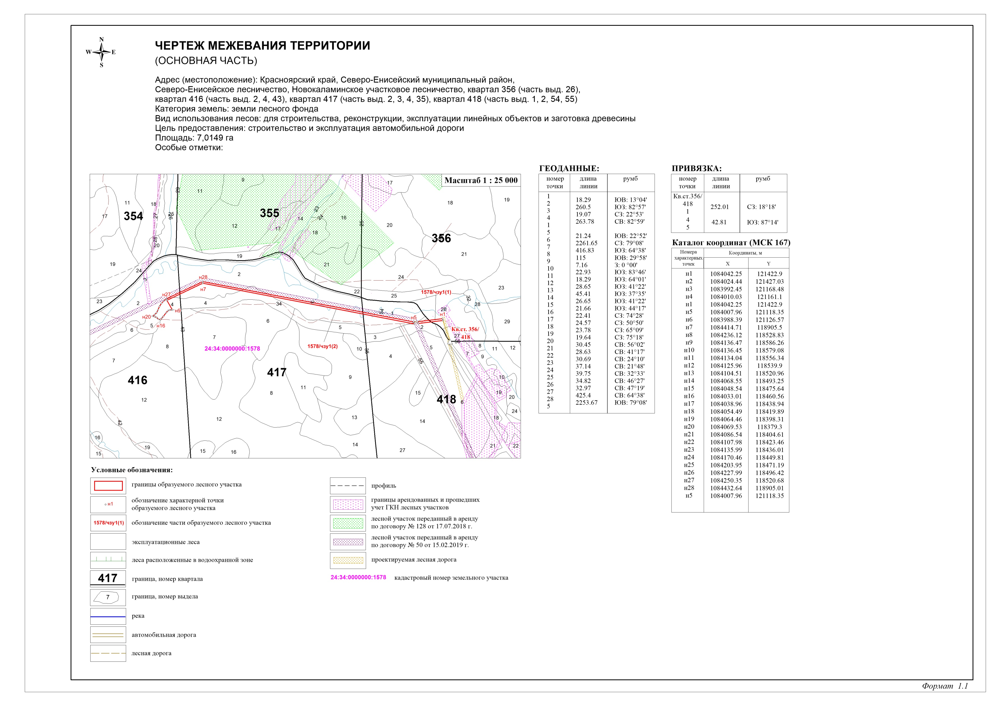 N
W E
S
ЧЕРТЕЖ МЕЖЕВАНИЯ ТЕРРИТОРИИ
(ОСНОВНАЯ ЧАСТЬ)
Адрес (местоположение): Красноярский край, Северо-Енисейский муниципальный район,
Северо-Енисейское лесничество, Новокаламинское участковое лесничество, квартал 356 (часть выд. 26),
квартал 416 (часть выд. 2, 4, 43), квартал 417 (часть выд. 2, 3, 4, 35), квартал 418 (часть выд. 1, 2, 54, 55)
Категория земель: земли лесного фонда
Вид использования лесов: для строительства, реконструкции, эксплуатации линейных объектов и заготовка древесины
Цель предоставления: строительство и эксплуатация автомобильной дороги
Площадь: 7,0149 га
Особые отметки:
Масштаб 1 : 25 000
354
355
356
416
417
418
н28
н7
н27
н9
н20
н16
н5
н1
1578/чзу1(1)
1578/чзу1(2)
Кв.ст. 356/
418
24:34:0000000:1578
ГЕОДАННЫЕ:
номер длина румб
точки линии
1
18.29 ЮВ: 13°04'
2
260.5 ЮЗ: 82°57'
3
19.07 СЗ: 22°53'
4
263.78 СВ: 82°59'
1
5
21.24 ЮВ: 22°52'
6
2261.65 СЗ: 79°08'
7
416.83 ЮЗ: 64°38'
8
115 ЮВ: 29°58'
9
7.16 З: 0 °00'
10
22.93 ЮЗ: 83°46'
11
18.29 ЮЗ: 64°01'
12
28.65 ЮЗ: 41°22'
13
45.41 ЮЗ: 37°35'
14
26.65 ЮЗ: 41°22'
15
21.66 ЮЗ: 44°17'
16
22.41 СЗ: 74°28'
17
24.57 СЗ: 50°50'
18
23.78 СЗ: 65°09'
19
19.64 СЗ: 75°18'
20
30.45 СВ: 56°02'
21
28.63 СВ: 41°17'
22
30.69 СВ: 24°10'
23
37.14 СВ: 21°48'
24
39.75 СВ: 32°33'
25
34.82 СВ: 46°27'
26
32.97 СВ: 47°19'
27
425.4 СВ: 64°38'
28
2253.67 ЮВ: 79°08'
5
ПРИВЯЗКА:
номер длина румб
точки линии
Кв.ст.356/
418
252.01 СЗ: 18°18'
1
4
42.81 ЮЗ: 87°14'
5
Каталог координат (МСК 167)
Номера Координаты, м
характерных
точек X Y
н1 1084042.25 121422.9
н2 1084024.44 121427.03
н3 1083992.45 121168.48
н4 1084010.03 121161.1
н1 1084042.25 121422.9
н5 1084007.96 121118.35
н6 1083988.39 121126.57
н7 1084414.71 118905.5
н8 1084236.12 118528.83
н9 1084136.47 118586.26
н10 1084136.45 118579.08
н11 1084134.04 118556.34
н12 1084125.96 118539.9
н13 1084104.51 118520.96
н14 1084068.55 118493.25
н15 1084048.54 118475.64
н16 1084033.01 118460.56
н17 1084038.96 118438.94
н18 1084054.49 118419.89
н19 1084064.46 118398.31
н20 1084069.53 118379.3
н21 1084086.54 118404.61
н22 1084107.98 118423.46
н23 1084135.99 118436.01
н24 1084170.46 118449.81
н25 1084203.95 118471.19
н26 1084227.99 118496.42
н27 1084250.35 118520.68
н28 1084432.64 118905.01
н5 1084007.96 121118.35
Условные обозначения:
границы образуемого лесного участка
н1 обозначение характерной точки
образуемого лесного участка
1578/чзу1(1) обозначение части образуемого лесного участка
эксплуатационные леса
леса расположенные в водоохранной зоне
417 граница, номер квартала
7 граница, номер выдела
река
автомобильная дорога
лесная дорога
профиль
границы арендованных и прошедших
учет ГКН лесных участков
лесной участок переданный в аренду
по договору № 128 от 17.07.2018 г.
лесной участок переданный в аренду
по договору № 50 от 15.02.2019 г.
проектируемая лесная дорога
24:34:0000000:1578 кадастровый номер земельного участка
Формат 1.1